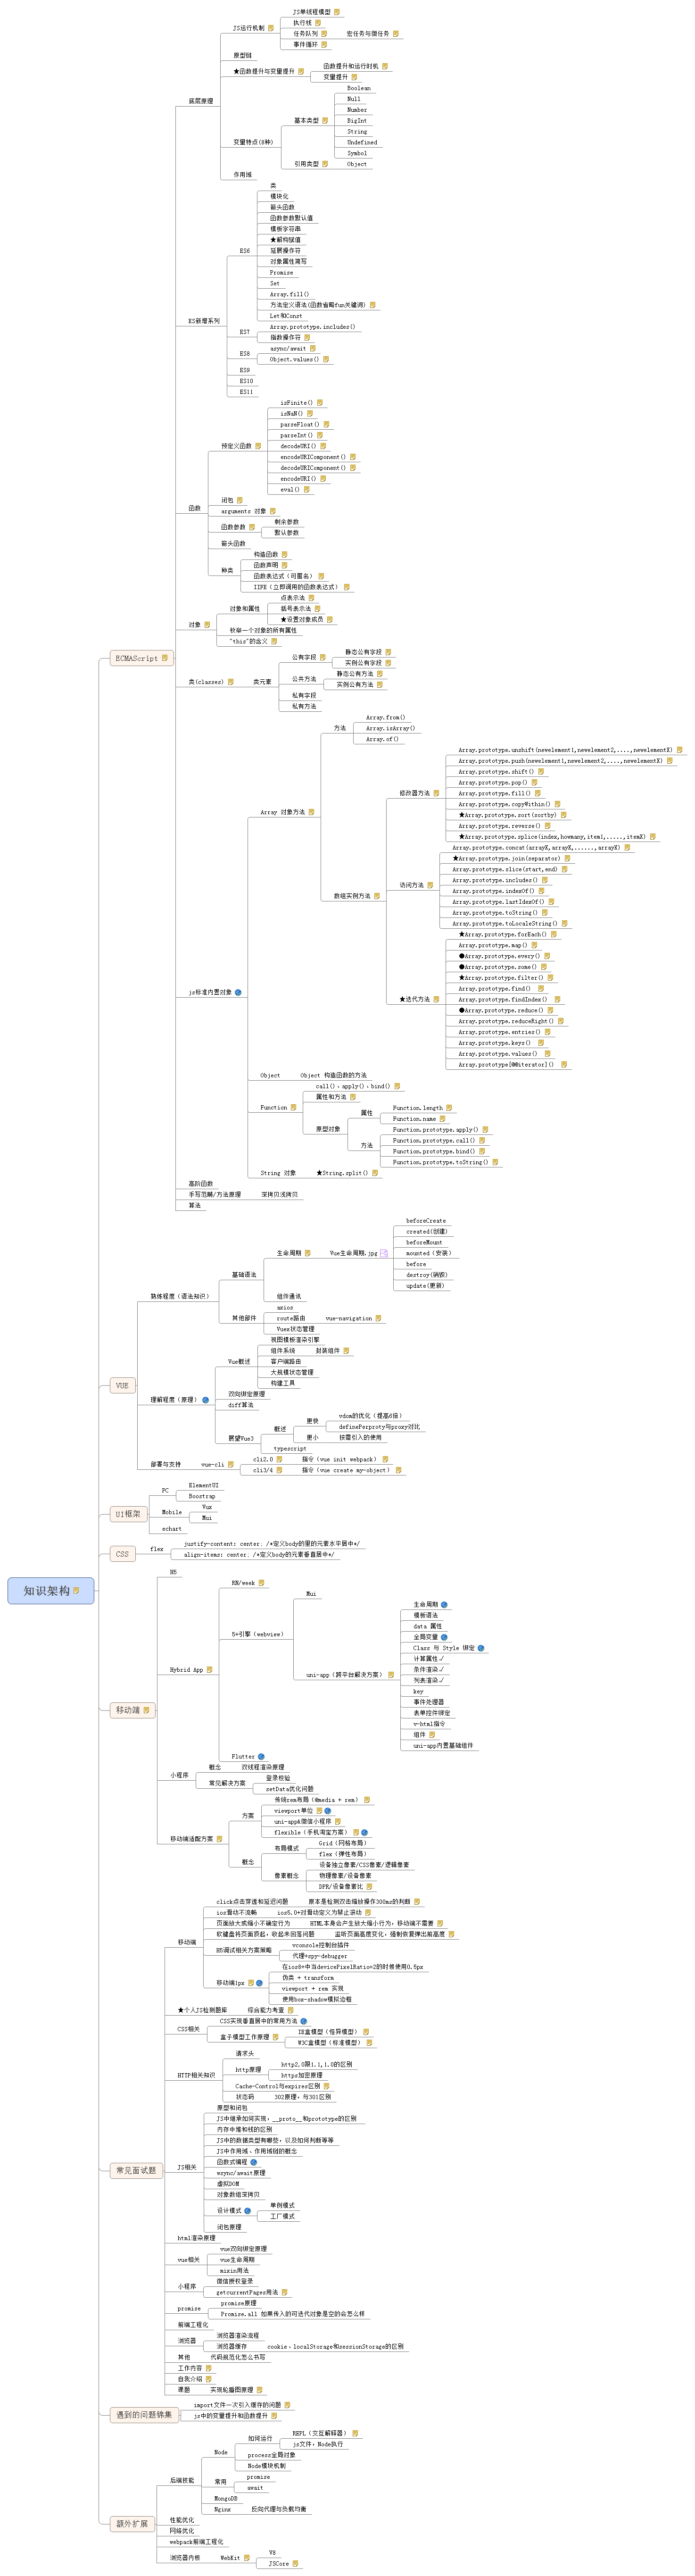 JS单线程模型
执行栈
JS运行机制
任务队列
宏任务与微任务
事件循环
原型链
★函数提升与变量提升
函数提升和运行时机
变量提升
底层原理
Boolean
Null
Number
基本类型
BigInt
String
变量特点(8种)
Undefined
Symbol
引用类型
Object
作用域
类
模块化
箭头函数
函数参数默认值
模板字符串
★解构赋值
ES6
延展操作符
对象属性简写
Promise
Set
Array.fill()
方法定义语法(函数省略fun关键词)
Let和Const
ES新增系列
Array.prototype.includes()
ES7
指数操作符
async/await
ES8
Object.values()
ES9
ES10
ES11
isFinite()
isNaN()
parseFloat()
parseInt()
预定义函数
decodeURI()
encodeURIComponent()
decodeURIComponent()
encodeURI()
eval()
闭包
函数
arguments 对象
剩余参数
函数参数
默认参数
箭头函数
构造函数
函数声明
种类
函数表达式（可匿名）
IIFE（立即调用的函数表达式）
点表示法
对象和属性
括号表示法
★设置对象成员
对象
枚举一个对象的所有属性
"this"的含义
ECMAScript
静态公有字段
公有字段
实例公有字段
静态公有方法
类(classes)
类元素
公共方法
实例公有方法
私有字段
私有方法
Array.from()
方法
Array.isArray()
Array.of()
Array.prototype.unshift(newelement1,newelement2,....,newelementX)
Array.prototype.push(newelement1,newelement2,....,newelementX)
Array.prototype.shift()
Array.prototype.pop()
修改器方法
Array.prototype.fill()
Array.prototype.copyWithin()
Array 对象方法
★Array.prototype.sort(sortby)
Array.prototype.reverse()
★Array.prototype.splice(index,howmany,item1,.....,itemX)
Array.prototype.concat(arrayX,arrayX,......,arrayX)
★Array.prototype.join(separator)
Array.prototype.slice(start,end)
访问方法
Array.prototype.includes()
Array.prototype.indexOf()
数组实例方法
Array.prototype.lastIdexOf()
Array.prototype.toString()
Array.prototype.toLocaleString()
★Array.prototype.forEach()
Array.prototype.map()
●Array.prototype.every()
●Array.prototype.some()
★Array.prototype.filter()
js标准内置对象
Array.prototype.find()
★迭代方法
Array.prototype.findIndex()
●Array.prototype.reduce()
Array.prototype.reduceRight()
Array.prototype.entries()
Array.prototype.keys()
Array.prototype.values()
Array.prototype[@@iterator]()
Object
Object 构造函数的方法
call()、apply()、bind()
属性和方法
Function
Function.length
属性
Function.name
原型对象
Function.prototype.apply()
Function.prototype.call()
方法
Function.prototype.bind()
Function.prototype.toString()
String 对象
★String.split()
高阶函数
手写范畴/方法原理
深拷贝浅拷贝
算法
beforeCreate
created(创建)
beforeMount
生命周期
Vue生命周期.jpg
mounted（安装）
before
基础语法
destroy(销毁)
update(更新)
熟练程度（语法知识）
组件通讯
axios
其他部件
route路由
vue-navigation
Vuex状态管理
视图模板渲染引擎
组件系统
封装组件
Vue概述
客户端路由
大规模状态管理
构建工具
VUE
理解程度（原理）
双向绑定原理
diff算法
vdom的优化（提高6倍）
更快
definePerproty与proxy对比
概述
展望Vue3
更小
按需引入的使用
typescript
部署与支持
vue-cli
cli2.0
指令（vue init webpack）
cli3/4
指令（vue create my-object）
ElementUI
PC
Boostrap
UI框架
Vux
Mobile
Mui
echart
CSS
flex
justify-content: center; /*定义body的里的元素水平居中*/
align-items: center; /*定义body的元素垂直居中*/
知识架构
H5
RN/week
Mui
生命周期
模板语法
data 属性
5+引擎（webview）
全局变量
Class 与 Style 绑定
计算属性√
Hybrid App
uni-app（跨平台解决方案）
条件渲染√
列表渲染√
key
事件处理器
移动端
表单控件绑定
v-html指令
组件
uni-app内置基础组件
Flutter
概念
双线程渲染原理
小程序
登录校验
常见解决方案
setData优化问题
传统rem布局（@media + rem）
方案
viewport单位
uni-app&微信小程序
flexible（手机淘宝方案）
移动端适配方案
Grid（网格布局）
布局模式
flex（弹性布局）
概念
设备独立像素/CSS像素/逻辑像素
像素概念
物理像素/设备像素
DPR/设备像素比
click点击穿透和延迟问题
原本是检测双击缩放操作300ms的判断
ios滑动不流畅
ios5.0+对滑动定义为禁止滚动
页面放大或缩小不确定行为
HTML本身会产生放大缩小行为，移动端不需要
软键盘将页面顶起，收起未回落问题
监听页面高度变化，强制恢复弹出前高度
移动端
vconsole控制台插件
H5调试相关方案策略
代理+spy-debugger
在ios8+中当devicePixelRatio=2的时候使用0.5px
伪类 + transform
移动端1px
viewport + rem 实现
使用box-shadow模拟边框
★个人JS检测题库
综合能力考查
CSS实现垂直居中的常用方法
CSS相关
IE盒模型（怪异模型）
盒子模型工作原理
W3C盒模型（标准模型）
请求头
http2.0跟1.1,1.0的区别
http原理
https加密原理
HTTP相关知识
Cache-Control与expires区别
状态码
302原理，与301区别
原型和闭包
JS中继承如何实现，__proto__和prototype的区别
内存中堆和栈的区别
JS中的数据类型有哪些，以及如何判断等等
JS中作用域、作用域链的概念
函数式编程
常见面试题
JS相关
wsync/await原理
虚拟DOM
对象数组深拷贝
单例模式
设计模式
工厂模式
闭包原理
html渲染原理
vue双向绑定原理
vue相关
vue生命周期
mixin用法
微信授权登录
小程序
getcurrentPages用法
promise原理
promise
Promise.all 如果传入的可迭代对象是空的会怎么样
前端工程化
浏览器渲染流程
浏览器
浏览器缓存
cookie、localStorage和sessionStorage的区别
其他
代码规范化怎么书写
工作内容
自我介绍
课题
实现轮播图原理
import文件一次引入缓存的问题
遇到的问题锦集
js中的变量提升和函数提升
REPL（交互解释器）
如何运行
js文件，Node执行
Node
process全局对象
Node模块机制
后端技能
promise
常用
await
MongoDB
Nginx
反向代理与负载均衡
额外扩展
性能优化
网络优化
webpack前端工程化
V8
浏览器内核
WebKit
JSCore